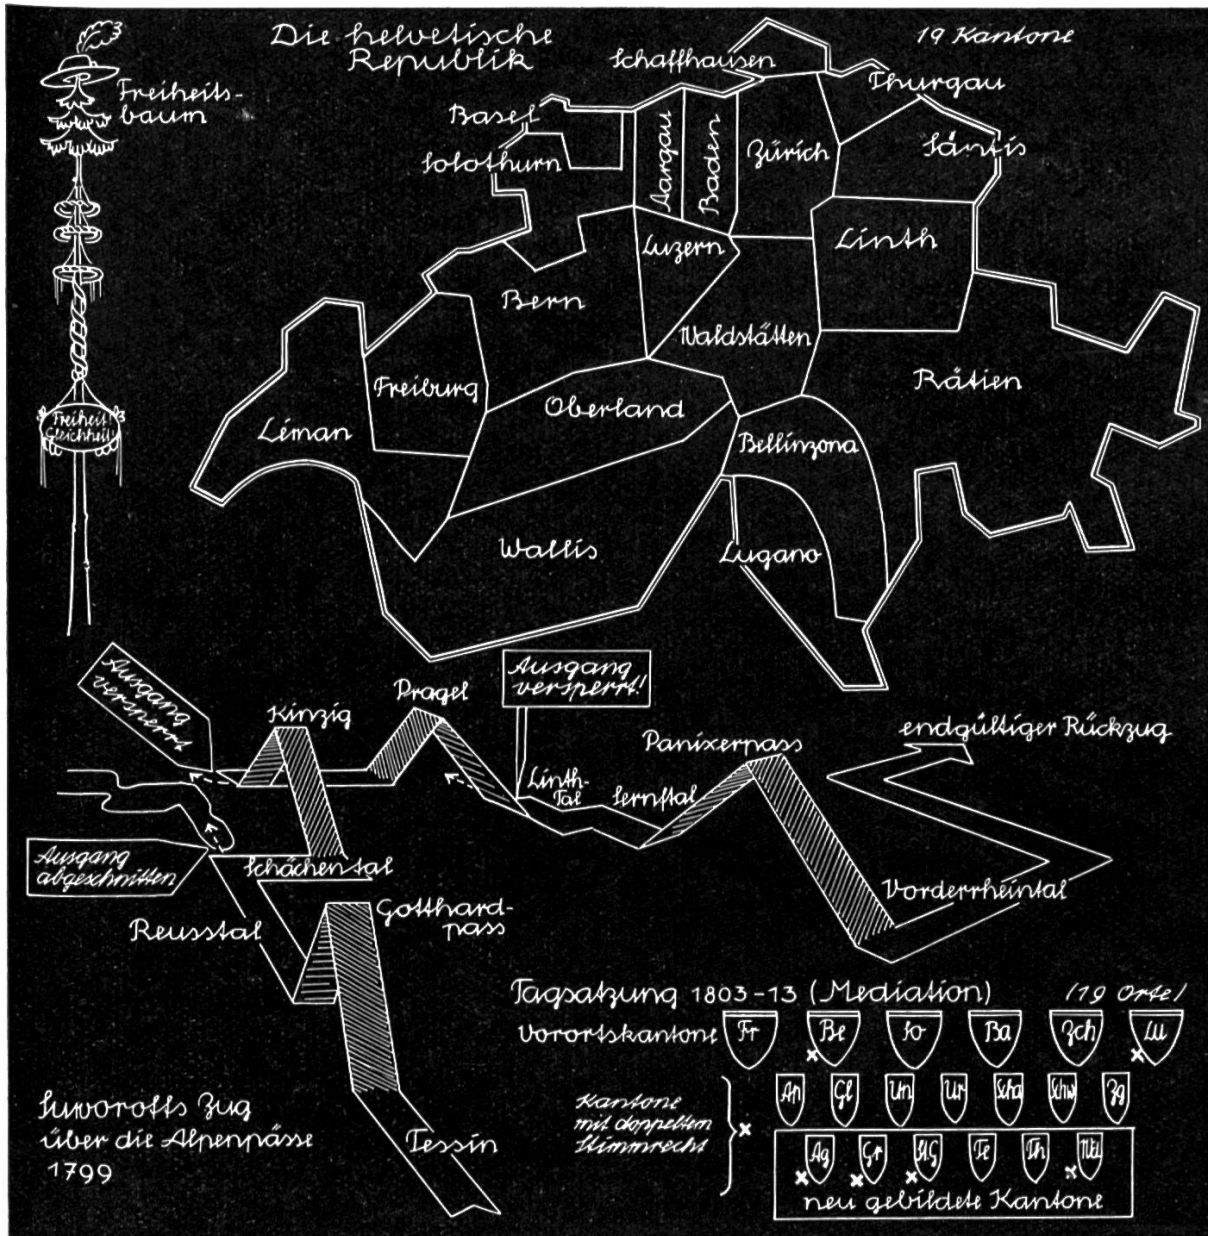 Die helvetische
Republik
19 Kantone
Freiheits-
baum
Freiheit!
Gleichheit!
Schaffhausen
Thurgau
Basel
Solothurn
Aargau
Baden
Zürich
Säntis
Luzern
Linth
Bern
Waldstätten
Freiburg
Oberland
Rätien
Léman
Bellinzona
Wallis
Lugano
Ausgang
versperrt
Kinzig
Pragel
Ausgang
versperrt!
Linth-
Tal
Sernftal
Panixerpass
endgültiger Rückzug
Ausgang
abgeschnitten
Schächental
Vorderrheintal
Reusstal
Gotthard-
pass
Tessin
Suworoffs Zug
über die Alpenpässe
1799
Tagsatzung 1803-13 (Mediation) (19 Orte)
Vorortskantone Fr Be So Ba Zch Lu
Kantone
mit doppeltem
Stimmrecht
Ap Gl Un Ur Scha Schw Zg
Ag Gr St.G Te Th Wd
neu gebildete Kantone